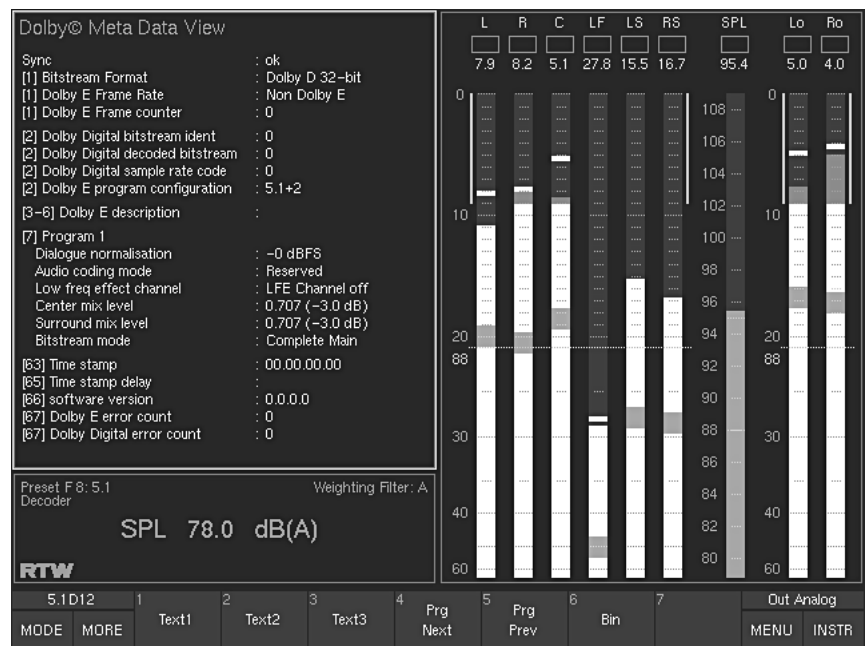 Dolby© Meta Data View
Sync : ok
[1] Bitstream Format : Dolby D 32-bit
[1] Dolby E Frame Rate : Non Dolby E
[1] Dolby E Frame counter : 0
[2] Dolby Digital bitstream ident : 0
[2] Dolby Digital decoded bitstream : 0
[2] Dolby Digital sample rate code : 0
[2] Dolby E program configuration : 5.1+2
[3-6] Dolby E description :
[7] Program 1
Dialogue normalisation : -0 dBFS
Audio coding mode : Reserved
Low freq effect channel : LFE Channel off
Center mix level : 0.707 (-3.0 dB)
Surround mix level : 0.707 (-3.0 dB)
Bitstream mode : Complete Main
[63] Time stamp : 00.00.00.00
[65] Time stamp delay :
[66] software version : 0.0.0.0
[67] Dolby E error count : 0
[67] Dolby Digital error count : 0
Preset F 8: 5.1 Weighting Filter: A
Decoder
SPL 78.0 dB(A)
RTW
L R C LF LS RS SPL Lo Ro
7.9 8.2 5.1 27.8 15.5 16.7 95.4 5.0 4.0
0 0
108
106
104
102
10 10
100
98
96
94
20 20
88 88
92
90
88
30 30
86
84
40 40
82
80
60 60
5.1D12 1 2 3 4 5 6 7 Out Analog
Text1 Text2 Text3 Prg Next Prg Prev Bin
MODE MORE MENU INSTR